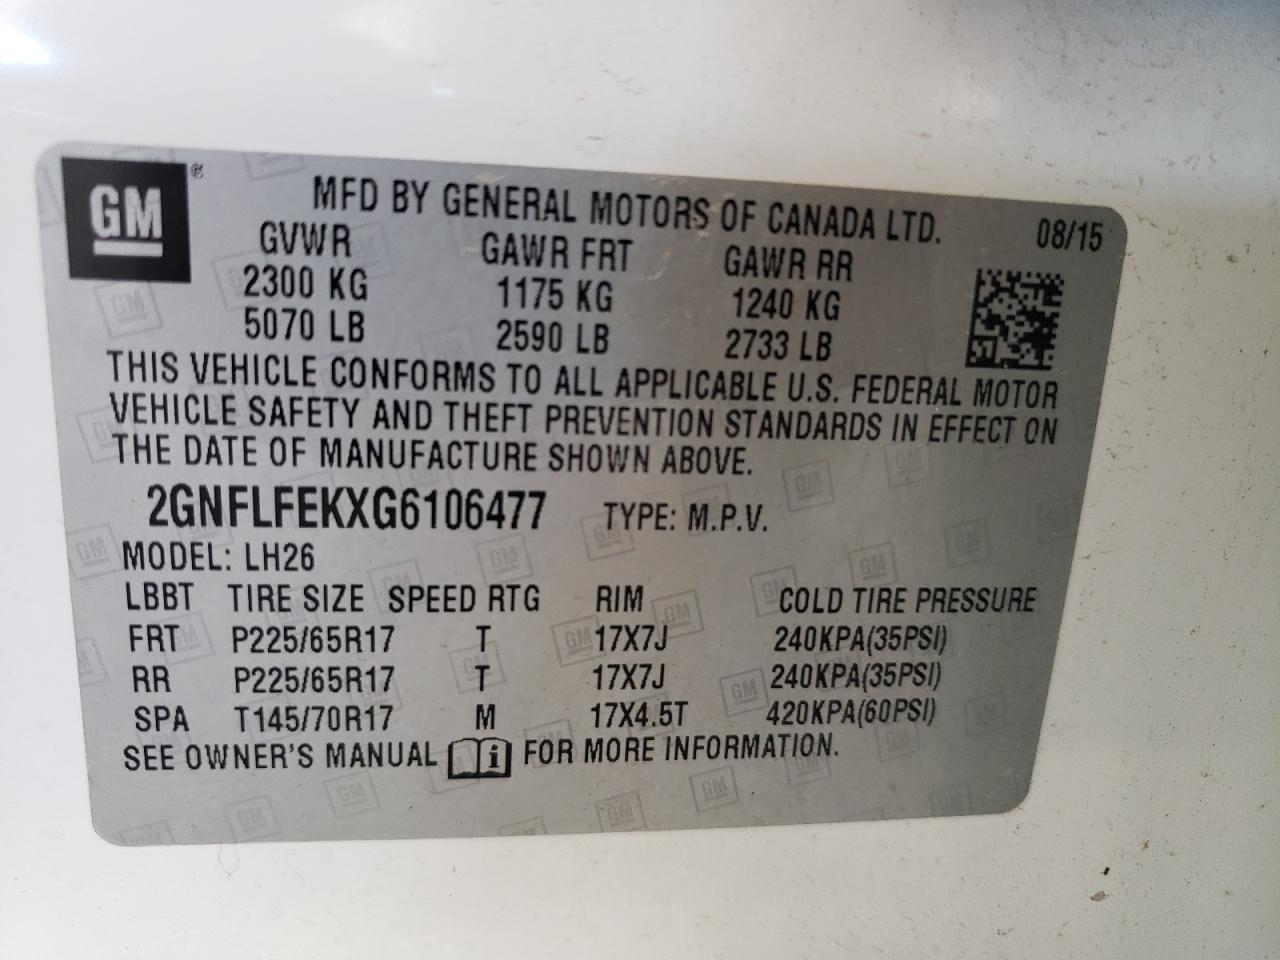 GM ®
MFD BY GENERAL MOTORS OF CANADA LTD. 08/15
GVWR GAWR FRT GAWR RR
2300 KG 1175 KG 1240 KG
5070 LB 2590 LB 2733 LB
THIS VEHICLE CONFORMS TO ALL APPLICABLE U.S. FEDERAL MOTOR
VEHICLE SAFETY AND THEFT PREVENTION STANDARDS IN EFFECT ON
THE DATE OF MANUFACTURE SHOWN ABOVE.
2GNFLFEKXG6106477 TYPE: M.P.V.
MODEL: LH26
LBBT TIRE SIZE SPEED RTG RIM COLD TIRE PRESSURE
FRT P225/65R17 T 17X7J 240KPA(35PSI)
RR P225/65R17 T 17X7J 240KPA(35PSI)
SPA T145/70R17 M 17X4.5T 420KPA(60PSI)
SEE OWNER'S MANUAL i FOR MORE INFORMATION.